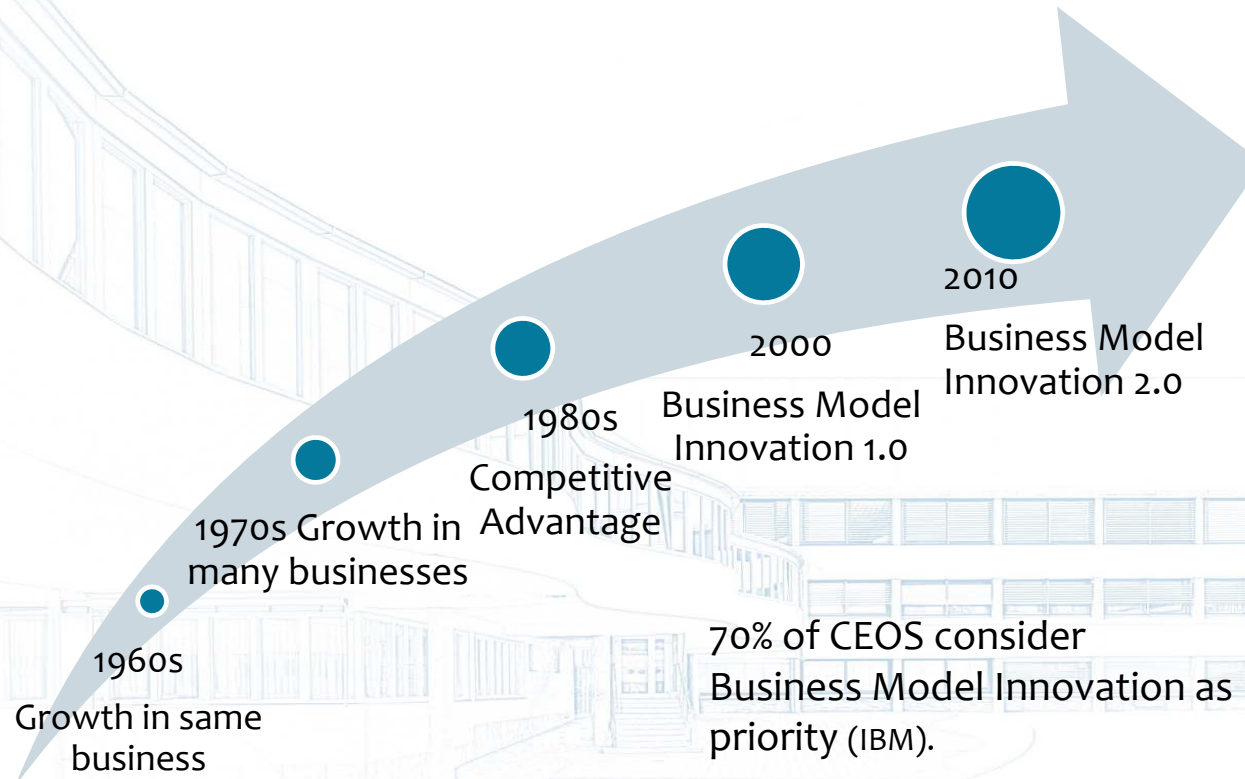 1960s
Growth in same
business
1970s Growth in
many businesses
1980s
Competitive
Advantage
2000
Business Model
Innovation 1.0
2010
Business Model
Innovation 2.0
70% of CEOS consider
Business Model Innovation as
priority (IBM).